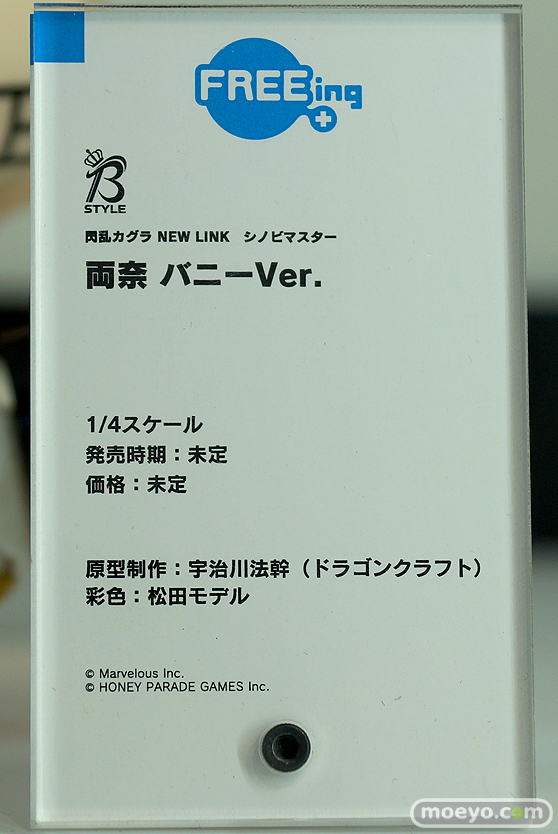 FREEing
B
STYLE
閃乱カグラ NEW LINK シノビマスター
両奈 バニーVer.
1/4スケール
発売時期：未定
価格：未定
原型制作：宇治川法幹（ドラゴンクラフト）
彩色：松田モデル
© Marvelous Inc.
© HONEY PARADE GAMES Inc.
moeyo.com